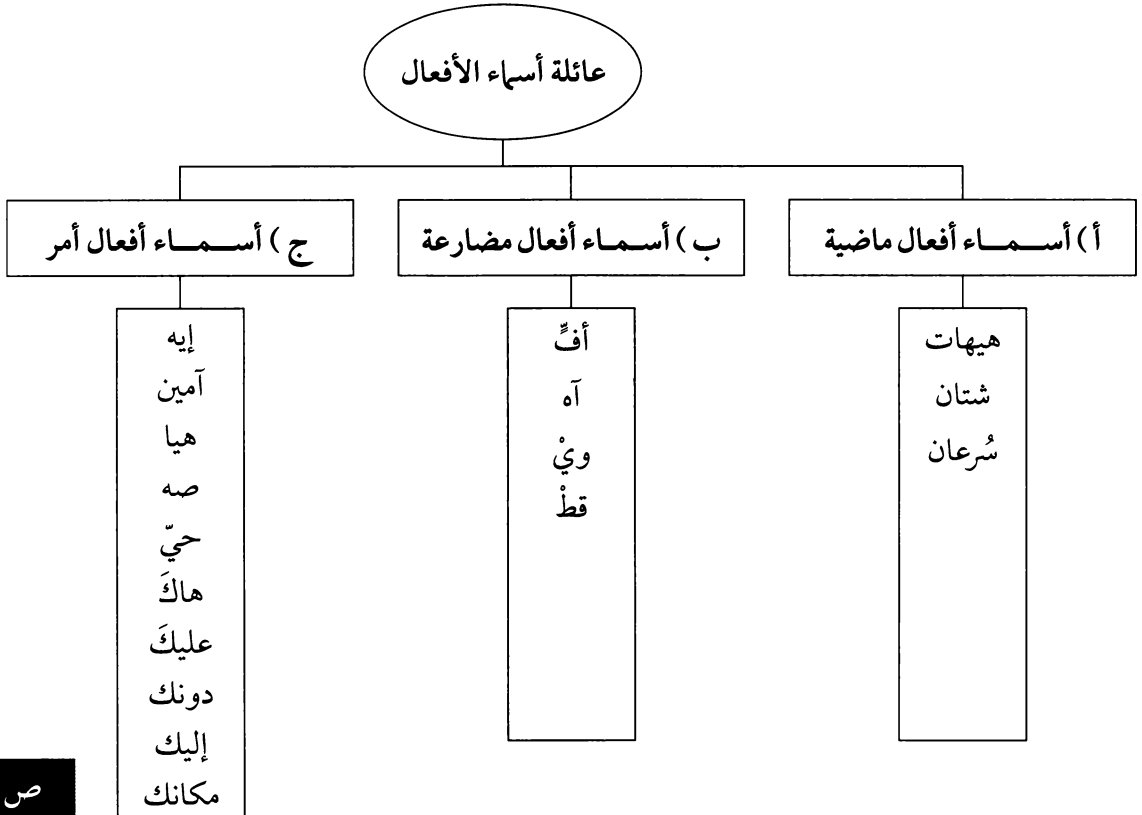 عائلة أسماء الأفعال
أ) أسـمـاء أفعال ماضية
هيهات
شتان
سُرعان
ب) أسـماء أفعال مضارعة
أفٍّ
آه
ويْ
قطْ
ج) أسـمـاء أفعال أمر
إيه
آمين
هيا
صه
حيّ
هاكَ
عليكَ
دونك
إليك
مكانك
ص